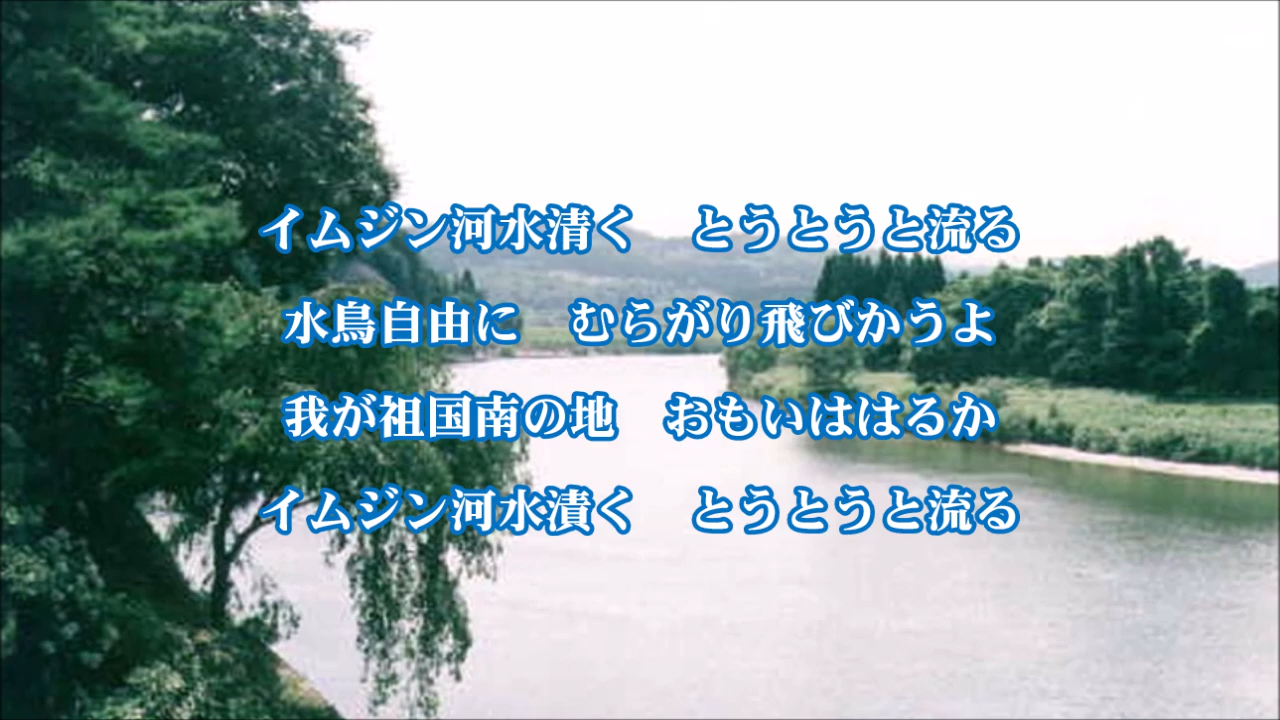 イムジン河水清く　とうとうと流る
水鳥自由に　むらがり飛びかうよ
我が祖国南の地　おもいははるか
イムジン河水漬く　とうとうと流る